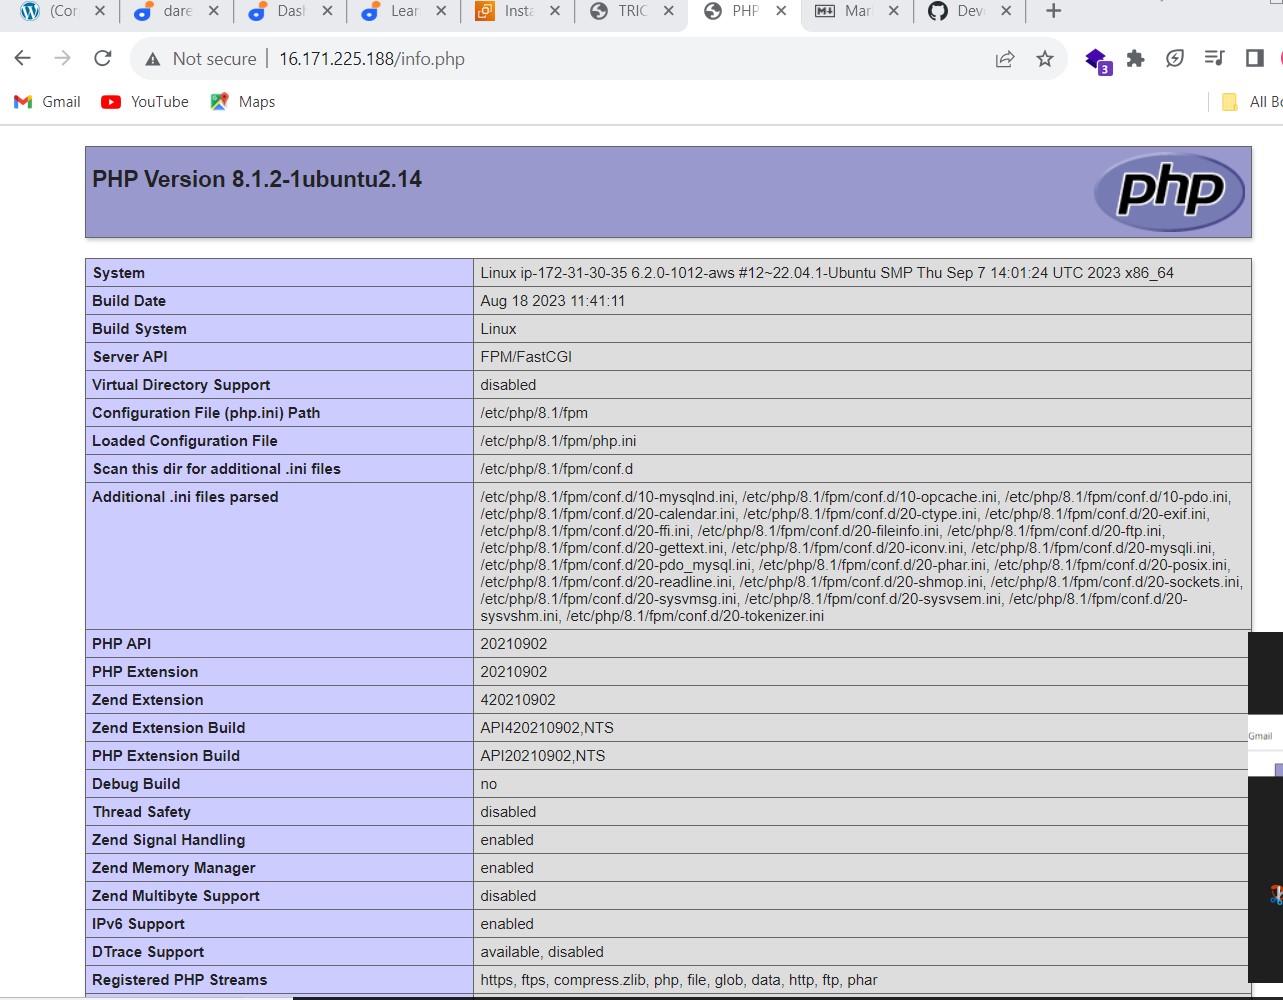 (Cor
dare
Dash
Lear
Insta
TRIC
PHP
Mar
Dev
Not secure
16.171.225.188/info.php
3
Gmail
YouTube
Maps
All Bo
PHP Version 8.1.2-1ubuntu2.14
php
System Linux ip-172-31-30-35 6.2.0-1012-aws #12~22.04.1-Ubuntu SMP Thu Sep 7 14:01:24 UTC 2023 x86_64
Build Date Aug 18 2023 11:41:11
Build System Linux
Server API FPM/FastCGI
Virtual Directory Support disabled
Configuration File (php.ini) Path /etc/php/8.1/fpm
Loaded Configuration File /etc/php/8.1/fpm/php.ini
Scan this dir for additional .ini files /etc/php/8.1/fpm/conf.d
Additional .ini files parsed /etc/php/8.1/fpm/conf.d/10-mysqlnd.ini, /etc/php/8.1/fpm/conf.d/10-opcache.ini, /etc/php/8.1/fpm/conf.d/10-pdo.ini,
/etc/php/8.1/fpm/conf.d/20-calendar.ini, /etc/php/8.1/fpm/conf.d/20-ctype.ini, /etc/php/8.1/fpm/conf.d/20-exif.ini,
/etc/php/8.1/fpm/conf.d/20-ffi.ini, /etc/php/8.1/fpm/conf.d/20-fileinfo.ini, /etc/php/8.1/fpm/conf.d/20-ftp.ini,
/etc/php/8.1/fpm/conf.d/20-gettext.ini, /etc/php/8.1/fpm/conf.d/20-iconv.ini, /etc/php/8.1/fpm/conf.d/20-mysqli.ini,
/etc/php/8.1/fpm/conf.d/20-pdo_mysql.ini, /etc/php/8.1/fpm/conf.d/20-phar.ini, /etc/php/8.1/fpm/conf.d/20-posix.ini,
/etc/php/8.1/fpm/conf.d/20-readline.ini, /etc/php/8.1/fpm/conf.d/20-shmop.ini, /etc/php/8.1/fpm/conf.d/20-sockets.ini,
/etc/php/8.1/fpm/conf.d/20-sysvmsg.ini, /etc/php/8.1/fpm/conf.d/20-sysvsem.ini, /etc/php/8.1/fpm/conf.d/20-
sysvshm.ini, /etc/php/8.1/fpm/conf.d/20-tokenizer.ini
PHP API 20210902
PHP Extension 20210902
Zend Extension 420210902
Zend Extension Build API420210902,NTS
PHP Extension Build API20210902,NTS
Gmail
Debug Build no
Thread Safety disabled
Zend Signal Handling enabled
Zend Memory Manager enabled
Zend Multibyte Support disabled
IPv6 Support enabled
DTrace Support available, disabled
Registered PHP Streams https, ftps, compress.zlib, php, file, glob, data, http, ftp, phar